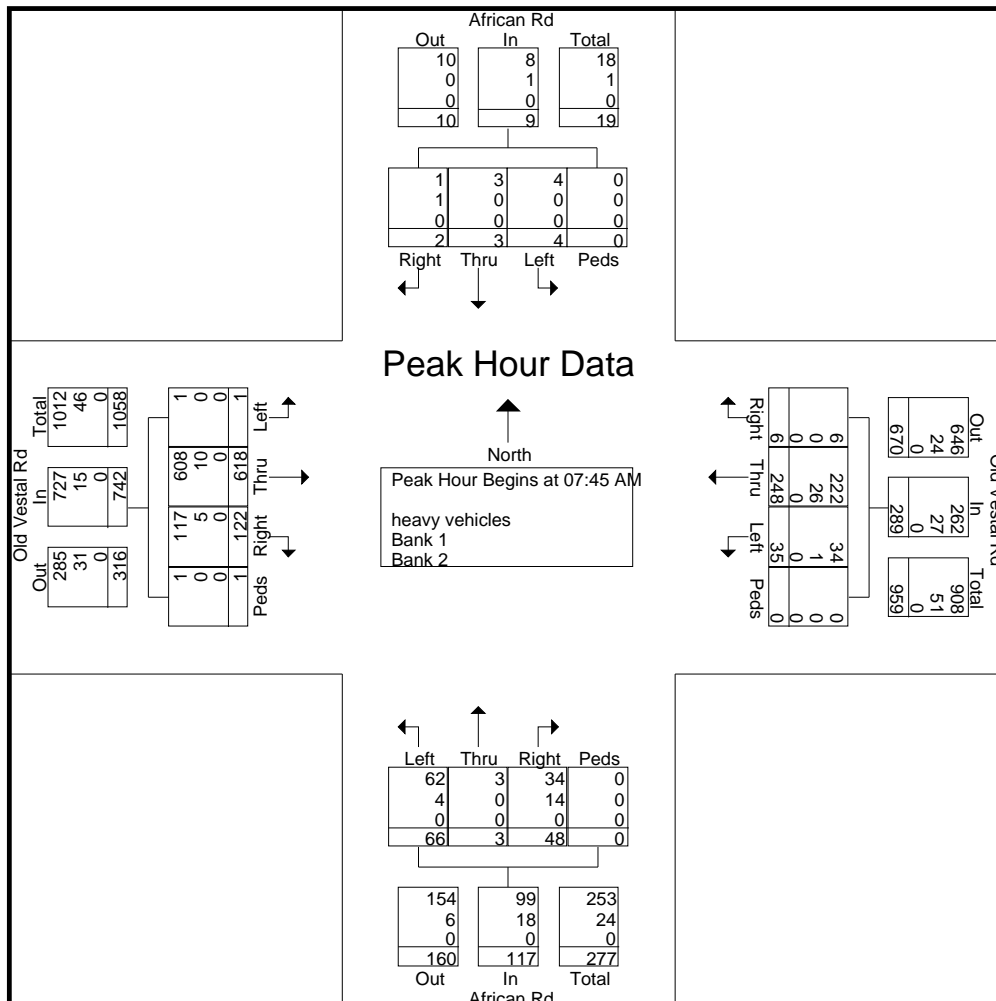 African Rd
Out In Total
10 8 18
0 1 1
0 0 0
10 9 19
1 3 4 0
1 0 0 0
0 0 0 0
2 3 4 0
Right Thru Left Peds
Peak Hour Data
North
Peak Hour Begins at 07:45 AM
heavy vehicles
Bank 1
Bank 2
Old Vestal Rd
Out In Total
285 727 1012
31 15 46
0 0 0
316 742 1058
1 117 608 1
0 5 10 0
0 0 0 0
1 122 618 1
Peds Right Thru Left
Old Vestal Rd
Out In Total
646 262 908
24 27 51
0 0 0
670 289 959
6 222 34 0
0 26 1 0
0 0 0 0
6 248 35 0
Right Thru Left Peds
Left Thru Right Peds
62 3 34 0
4 0 14 0
0 0 0 0
66 3 48 0
154 99 253
6 18 24
0 0 0
160 117 277
Out In Total
African Rd